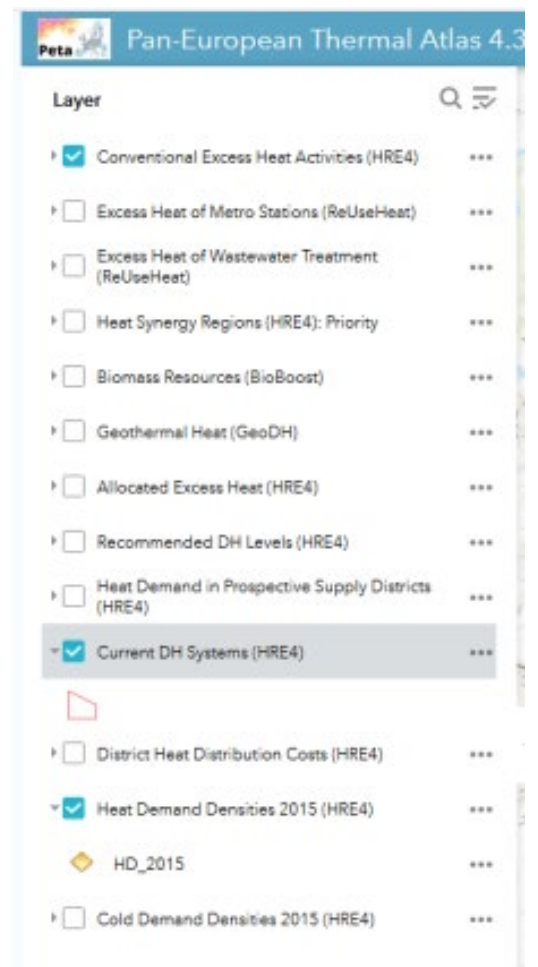 Peta
Pan-European Thermal Atlas 4.3
Layer
Conventional Excess Heat Activities (HRE4)
Excess Heat of Metro Stations (ReUseHeat)
Excess Heat of Wastewater Treatment
(ReUseHeat)
Heat Synergy Regions (HRE4): Priority
Biomass Resources (BioBoost)
Geothermal Heat (GeoDH)
Allocated Excess Heat (HRE4)
Recommended DH Levels (HRE4)
Heat Demand in Prospective Supply Districts
(HRE4)
Current DH Systems (HRE4)
District Heat Distribution Costs (HRE4)
Heat Demand Densities 2015 (HRE4)
HD_2015
Cold Demand Densities 2015 (HRE4)